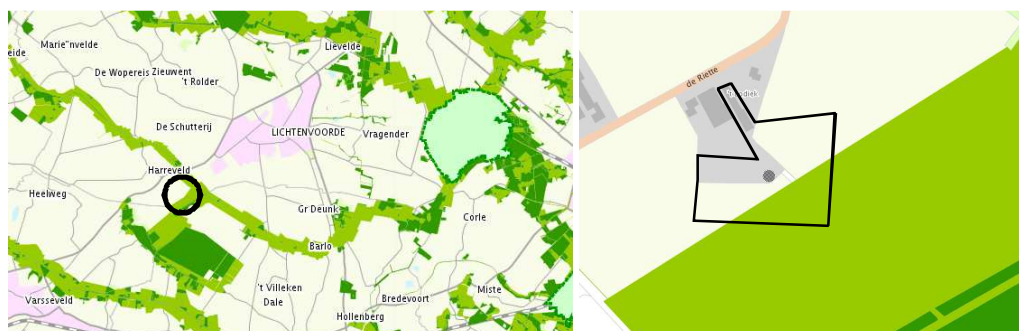 Lievelde
Marie¨nvelde
eide
De Wopereis Zieuwent
't Rolder
De Schutterij
LICHTENVOORDE
Vragender
Harreveld
Heelweg
Gr Deunk
Corle
Barlo
't Villeken
Dale
Miste
Varsseveld
Bredevoort
Hollenberg
de Riette